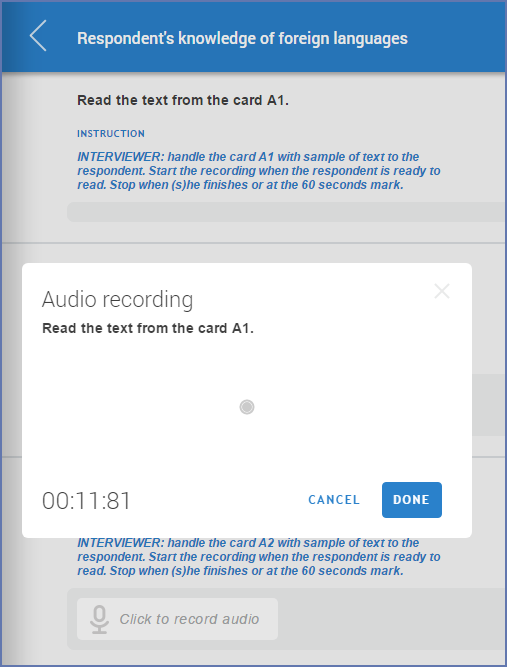 Respondent's knowledge of foreign languages
Read the text from the card A1.
INSTRUCTION
INTERVIEWER: handle the card A1 with sample of text to the
respondent. Start the recording when the respondent is ready to
read. Stop when (s)he finishes or at the 60 seconds mark.
Audio recording
Read the text from the card A1.
00:11:81
CANCEL
DONE
INTERVIEWER: handle the card A2 with sample of text to the
respondent. Start the recording when the respondent is ready to
read. Stop when (s)he finishes or at the 60 seconds mark.
Click to record audio